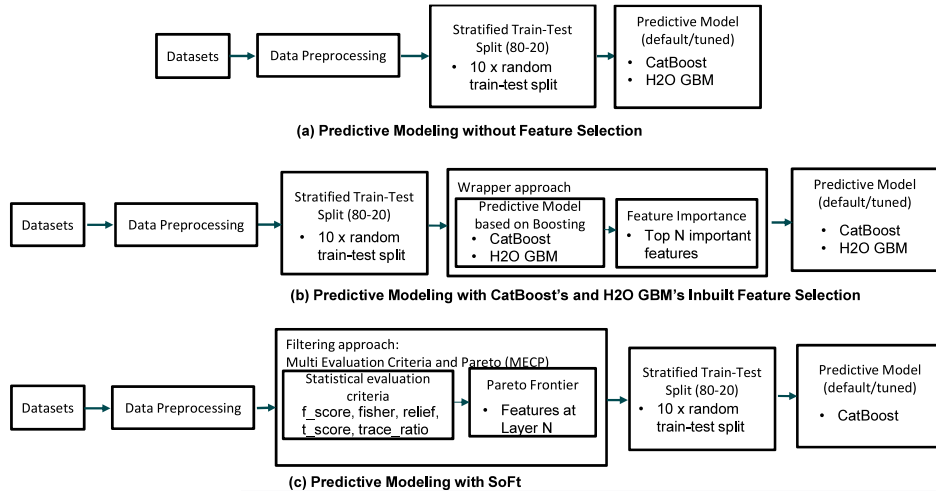 Datasets
Data Preprocessing
Stratified Train-Test
Split (80-20)
• 10 x random
train-test split
Predictive Model
(default/tuned)
• CatBoost
• H2O GBM
(a) Predictive Modeling without Feature Selection
Datasets
Data Preprocessing
Stratified Train-Test
Split (80-20)
• 10 x random
train-test split
Wrapper approach
Predictive Model
based on Boosting
• CatBoost
• H2O GBM
Feature Importance
• Top N important
features
Predictive Model
(default/tuned)
• CatBoost
• H2O GBM
(b) Predictive Modeling with CatBoost's and H2O GBM's Inbuilt Feature Selection
Datasets
Data Preprocessing
Filtering approach:
Multi Evaluation Criteria and Pareto (MECP)
Statistical evaluation
criteria
f_score, fisher, relief,
t_score, trace_ratio
Pareto Frontier
• Features at
Layer N
Stratified Train-Test
Split (80-20)
• 10 x random
train-test split
Predictive Model
(default/tuned)
• CatBoost
(c) Predictive Modeling with SoFt